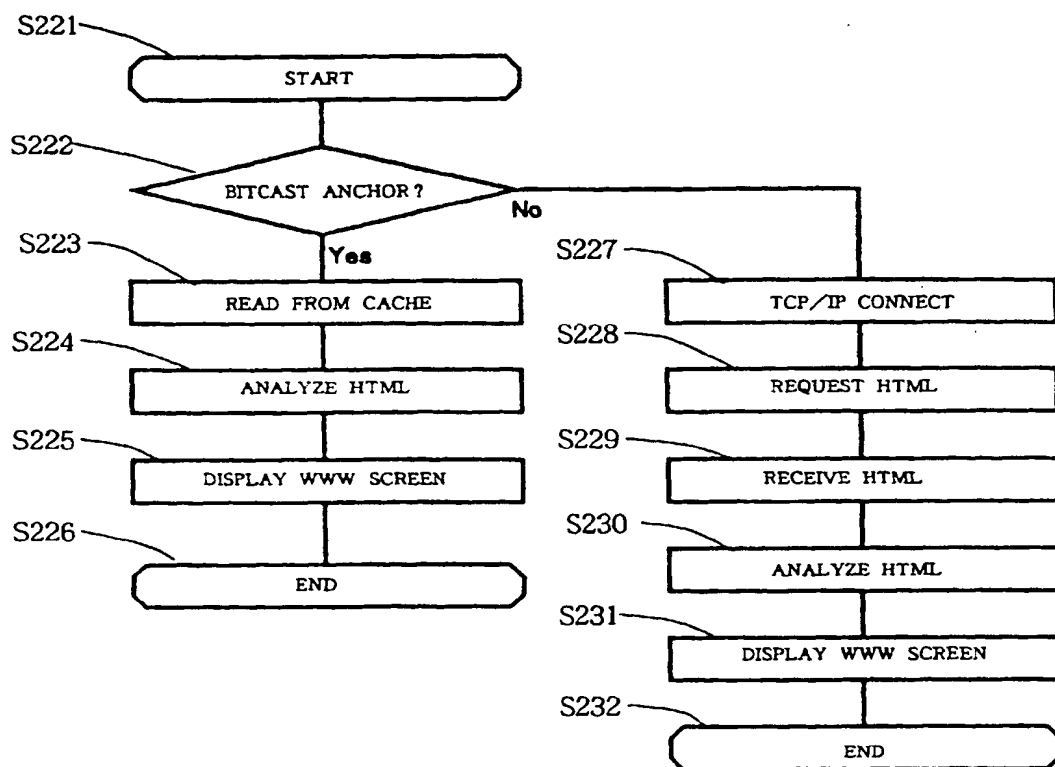 S221
START
S222
BITCAST ANCHOR?
No
Yes
S223
READ FROM CACHE
S224
ANALYZE HTML
S225
DISPLAY WWW SCREEN
S226
END
S227
TCP/IP CONNECT
S228
REQUEST HTML
S229
RECEIVE HTML
S230
ANALYZE HTML
S231
DISPLAY WWW SCREEN
S232
END